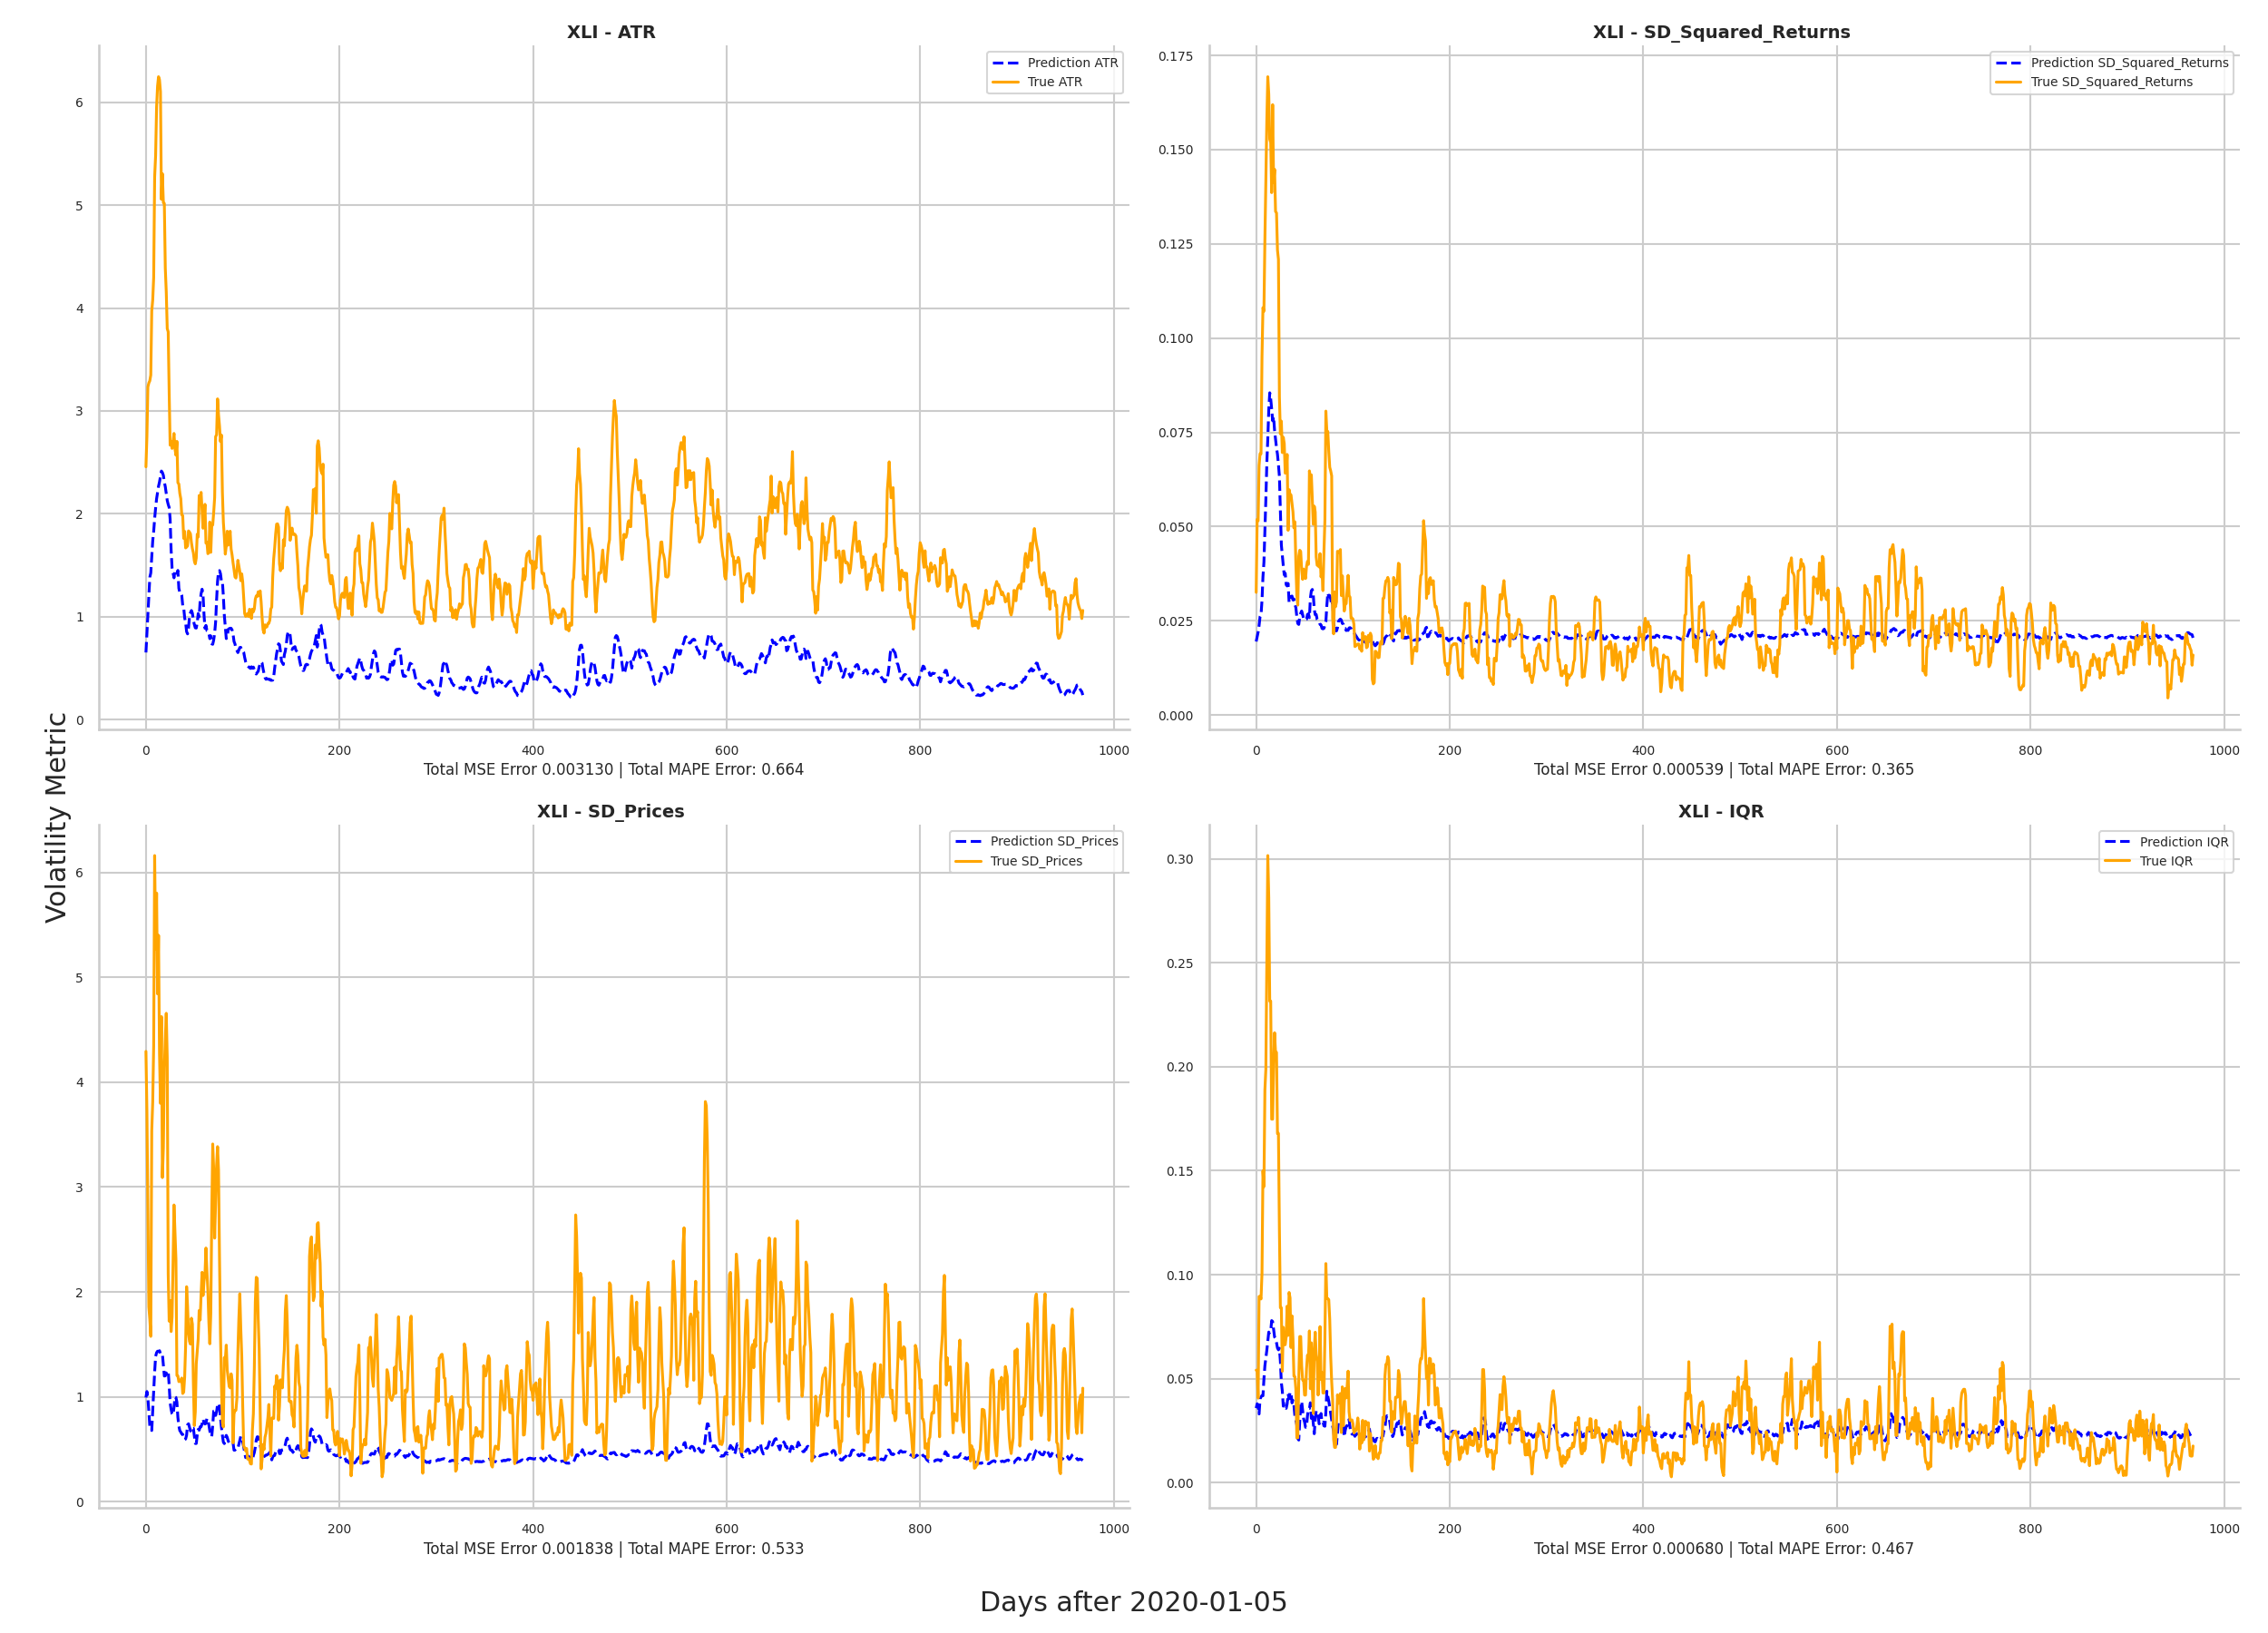 XLI - ATR
Prediction ATR
True ATR
6
5
4
3
2
1
0
0 200 400 600 800 1000
Total MSE Error 0.003130 | Total MAPE Error: 0.664
XLI - SD_Squared_Returns
Prediction SD_Squared_Returns
True SD_Squared_Returns
0.175
0.150
0.125
0.100
0.075
0.050
0.025
0.000
0 200 400 600 800 1000
Total MSE Error 0.000539 | Total MAPE Error: 0.365
Volatility Metric
XLI - SD_Prices
Prediction SD_Prices
True SD_Prices
6
5
4
3
2
1
0
0 200 400 600 800 1000
Total MSE Error 0.001838 | Total MAPE Error: 0.533
XLI - IQR
Prediction IQR
True IQR
0.30
0.25
0.20
0.15
0.10
0.05
0.00
0 200 400 600 800 1000
Total MSE Error 0.000680 | Total MAPE Error: 0.467
Days after 2020-01-05